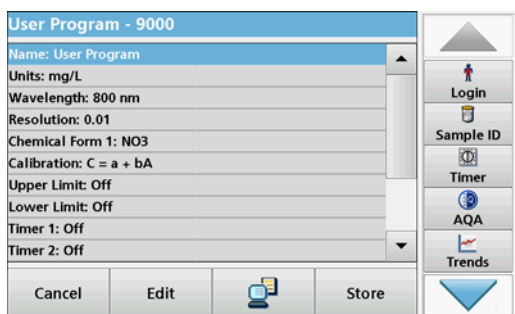 User Program - 9000
Name: User Program
Units: mg/L
Wavelength: 800 nm
Resolution: 0.01
Chemical Form 1: NO3
Calibration: C = a + bA
Upper Limit: Off
Lower Limit: Off
Timer 1: Off
Timer 2: Off
Cancel
Edit
Store
Login
Sample ID
Timer
AQA
Trends